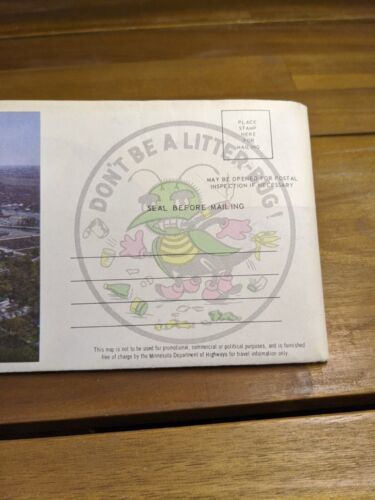 PLACE
STAMP
HERE
FOR
MAILING
DON'T BE A LITTER-BUG!
MAY BE OPENED FOR POSTAL
INSPECTION IF NECESSARY
SEAL BEFORE MAILING
This map is not to be used for promotional, commercial or political purposes, and is furnished
free of charge by the Minnesota Department of Highways for travel information only.